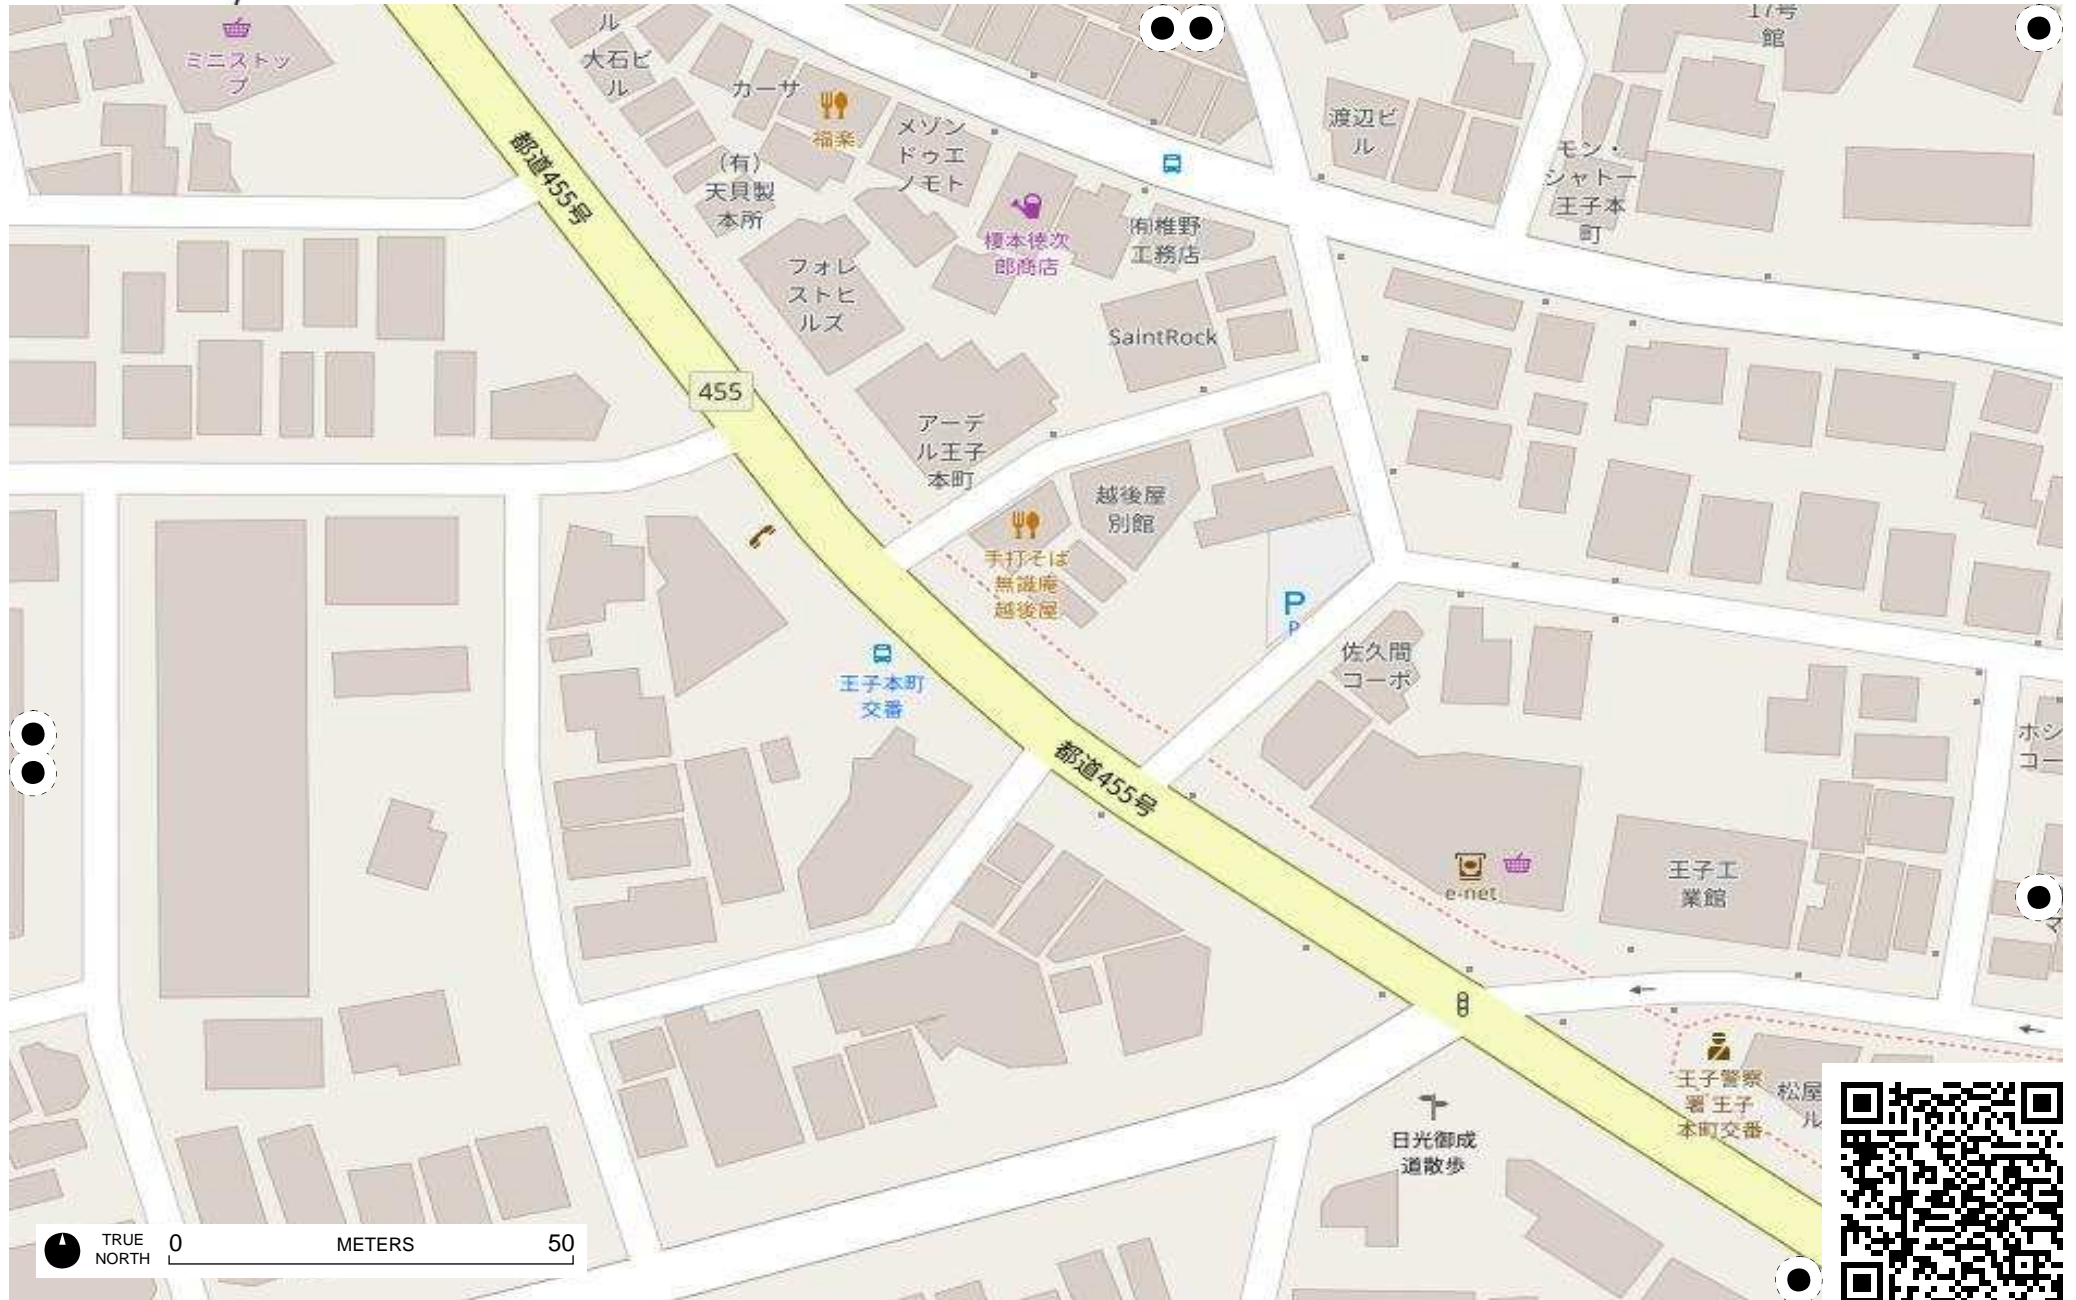 ミニストッ
プ
ル
大石ビ
ル
カーサ
福楽
メゾン
ドゥエ
ノモト
(有)
天貝製
本所
榎本徳次
郎商店
㈲椎野
工務店
渡辺ビ
ル
17号
館
モン・
シャトー
王子本
町
都道455号
フォレ
ストヒ
ルズ
SaintRock
455
アーデ
ル王子
本町
越後屋
別館
手打そば
無識庵
越後屋
P
P
佐久間
コーポ
王子本町
交番
都道455号
ホシ
コー
e-net
王子工
業館
マ
王子警察
署 王子
本町交番
松屋
ル
日光御成
道散歩
TRUE
NORTH
0 METERS 50